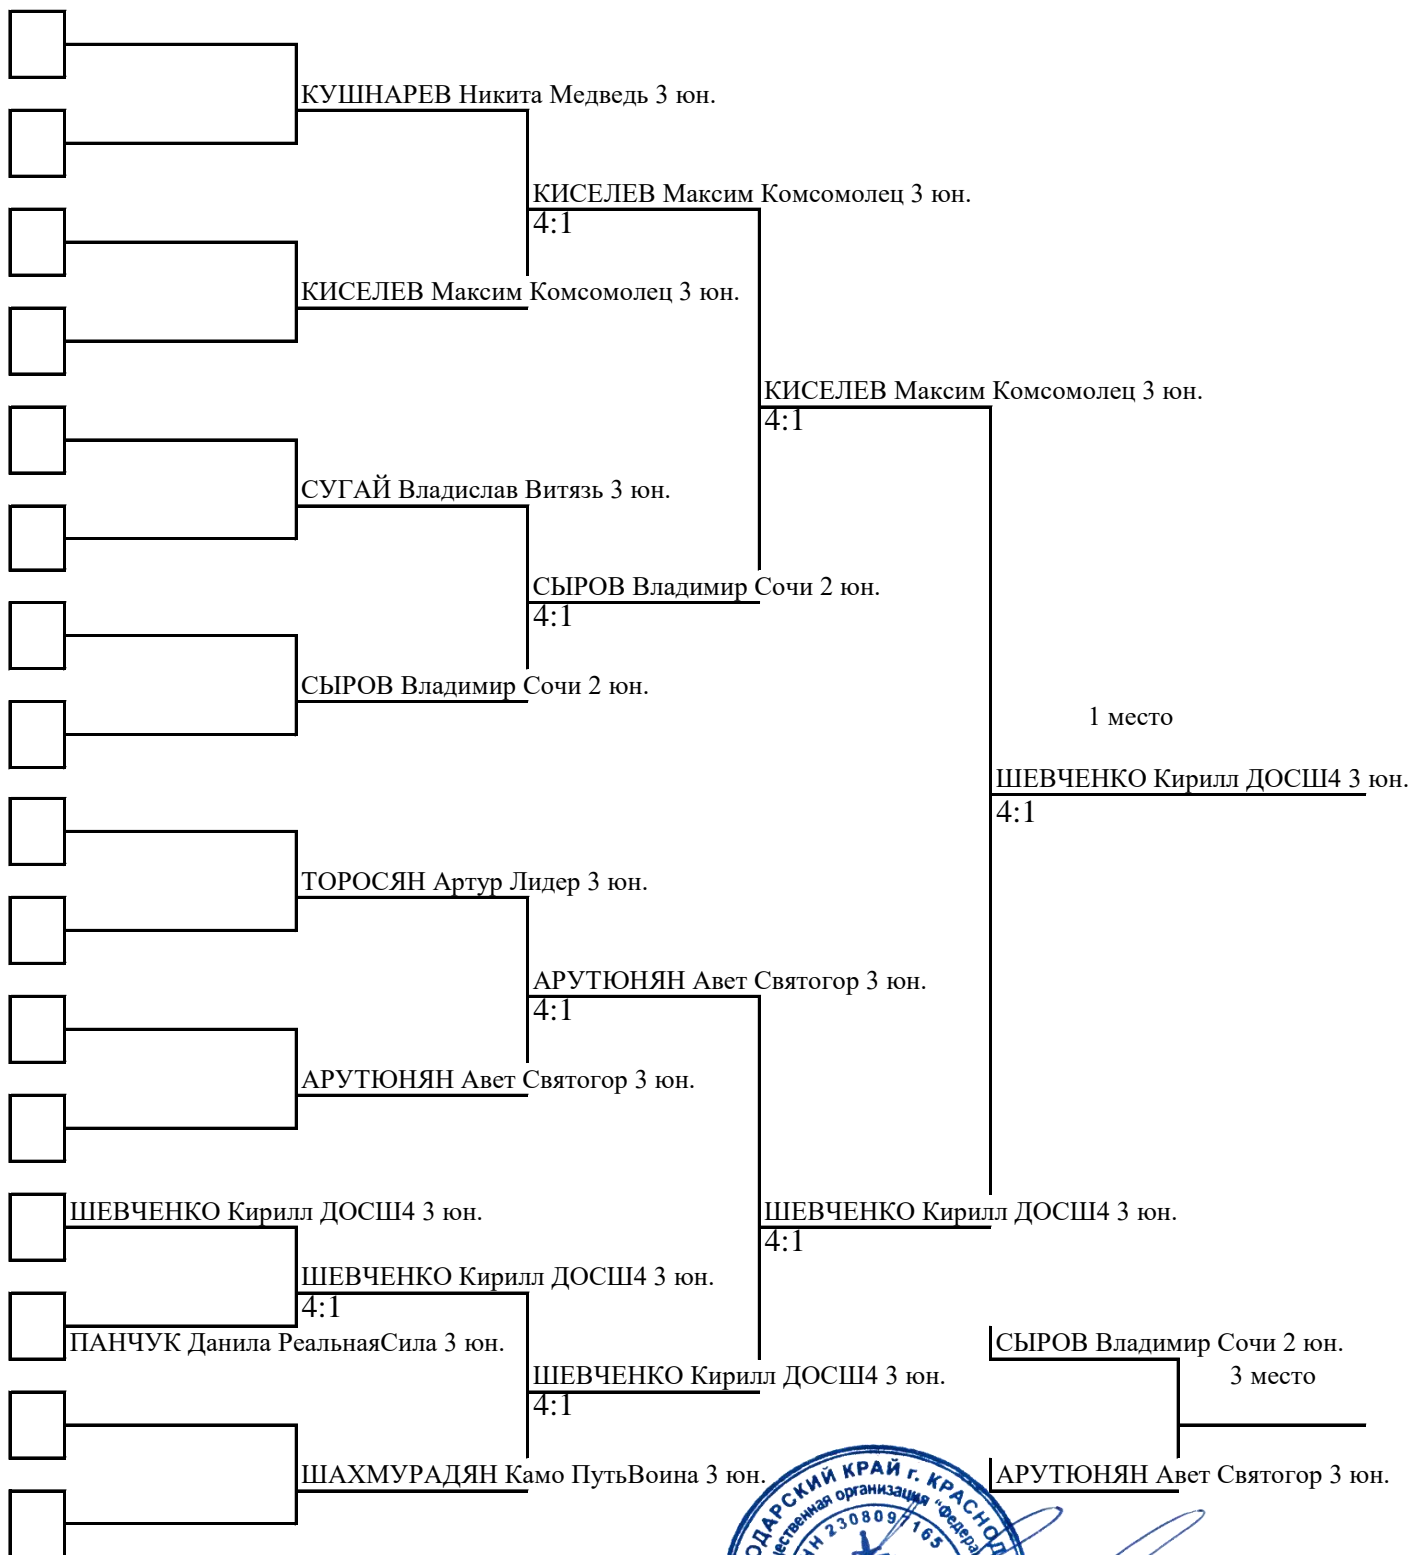 КУШНАРЕВ Никита Медведь 3 юн.
КИСЕЛЕВ Максим Комсомолец 3 юн.
4:1
КИСЕЛЕВ Максим Комсомолец 3 юн.
КИСЕЛЕВ Максим Комсомолец 3 юн.
4:1
СУГАЙ Владислав Витязь 3 юн.
СЫРОВ Владимир Сочи 2 юн.
4:1
СЫРОВ Владимир Сочи 2 юн.
1 место
ШЕВЧЕНКО Кирилл ДОСШ4 3 юн.
4:1
ТОРОСЯН Артур Лидер 3 юн.
АРУТЮНЯН Авет Святогор 3 юн.
4:1
АРУТЮНЯН Авет Святогор 3 юн.
ШЕВЧЕНКО Кирилл ДОСШ4 3 юн.
ШЕВЧЕНКО Кирилл ДОСШ4 3 юн.
4:1
ШЕВЧЕНКО Кирилл ДОСШ4 3 юн.
4:1
ПАНЧУК Данила РеальнаяСила 3 юн.
СЫРОВ Владимир Сочи 2 юн.
ШЕВЧЕНКО Кирилл ДОСШ4 3 юн.
4:1
3 место
ШАХМУРАДЯН Камо ПутьВоина 3 юн.
АРУТЮНЯН Авет Святогор 3 юн.
КРАЙ г.
организация
230809
165